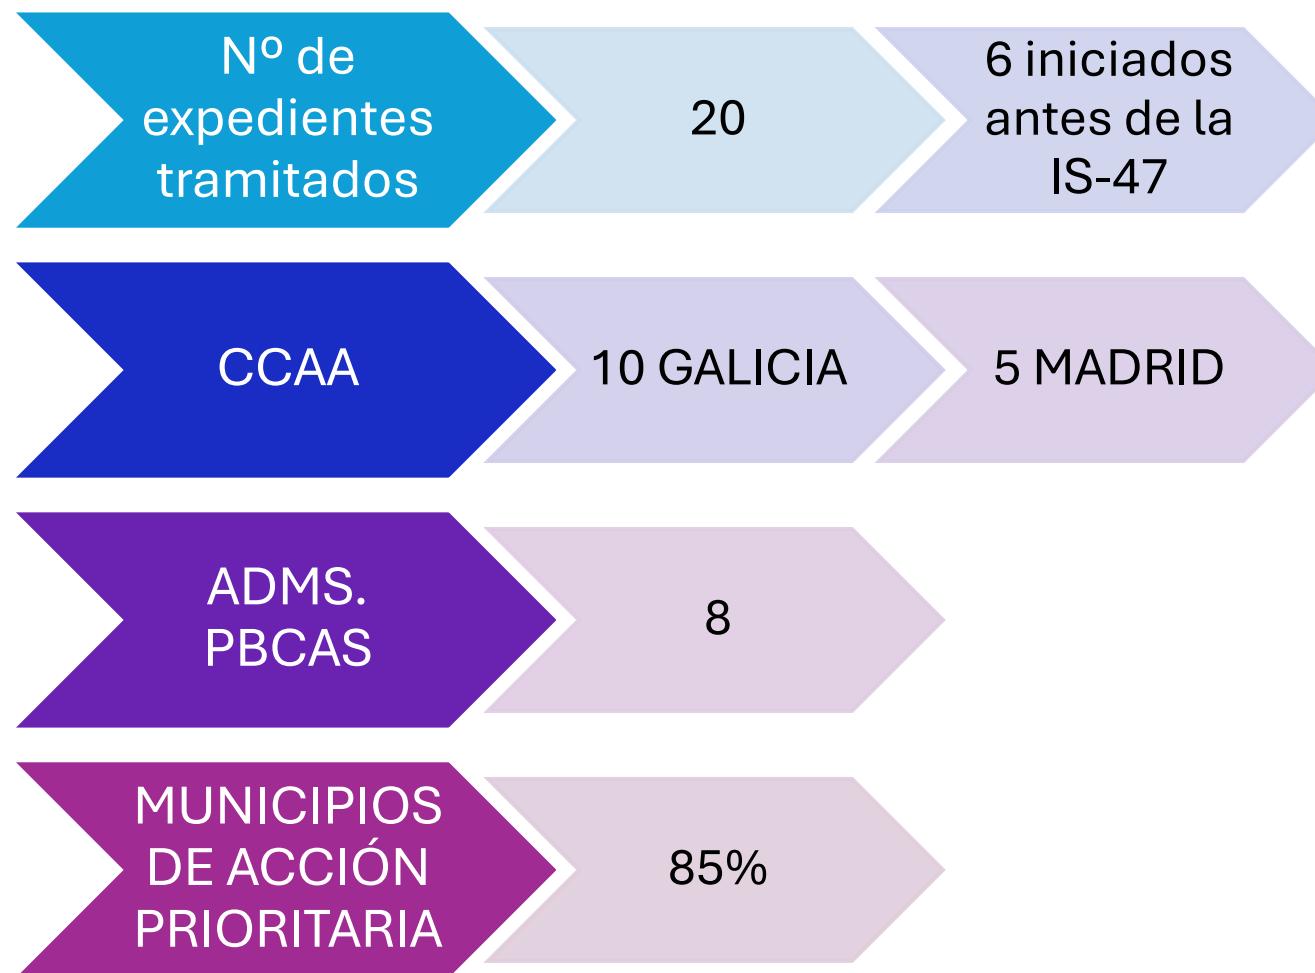 Nº de
expedientes
tramitados
20
6 iniciados
antes de la
IS-47
CCAA
10 GALICIA
5 MADRID
ADMS.
PBCAS
8
MUNICIPIOS
DE ACCIÓN
PRIORITARIA
85%